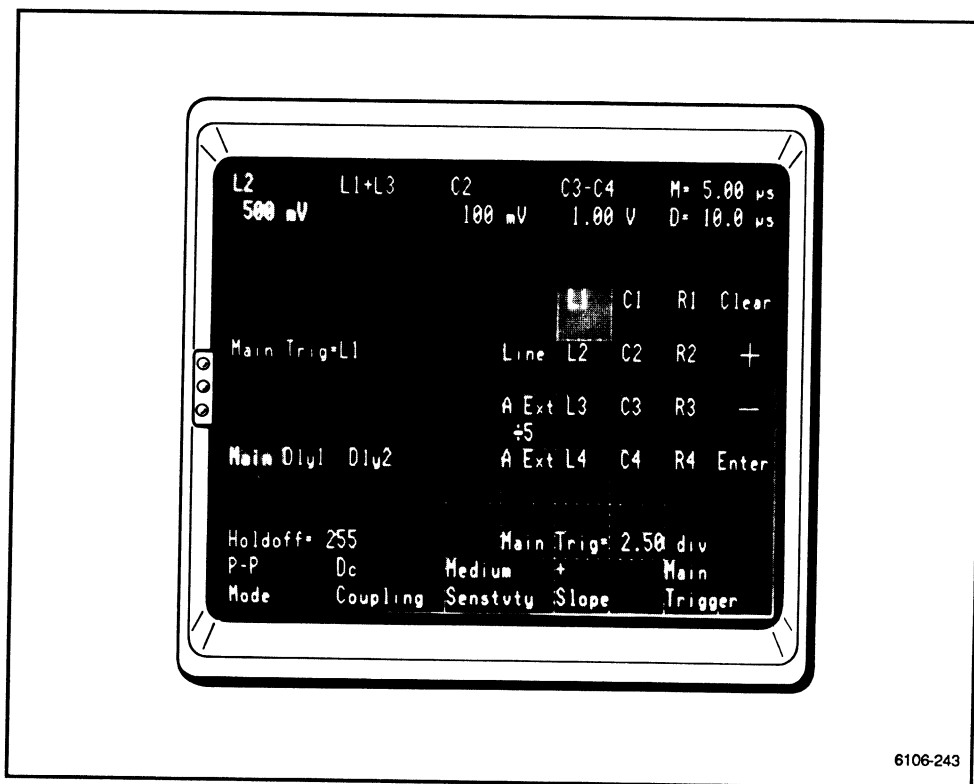 L2 L1+L3 C2 C3-C4 M= 5.00 µs
500 mV 100 mV 1.00 V D= 10.0 µs
L1 C1 R1 Clear
Main Trig=L1 Line L2 C2 R2 +
A Ext L3 C3 R3 —
÷5
Main Dly1 Dly2 A Ext L4 C4 R4 Enter
Holdoff= 255 Main Trig= 2.50 div
P-P Dc Medium + Main
Mode Coupling Senstvty Slope Trigger
6106-243